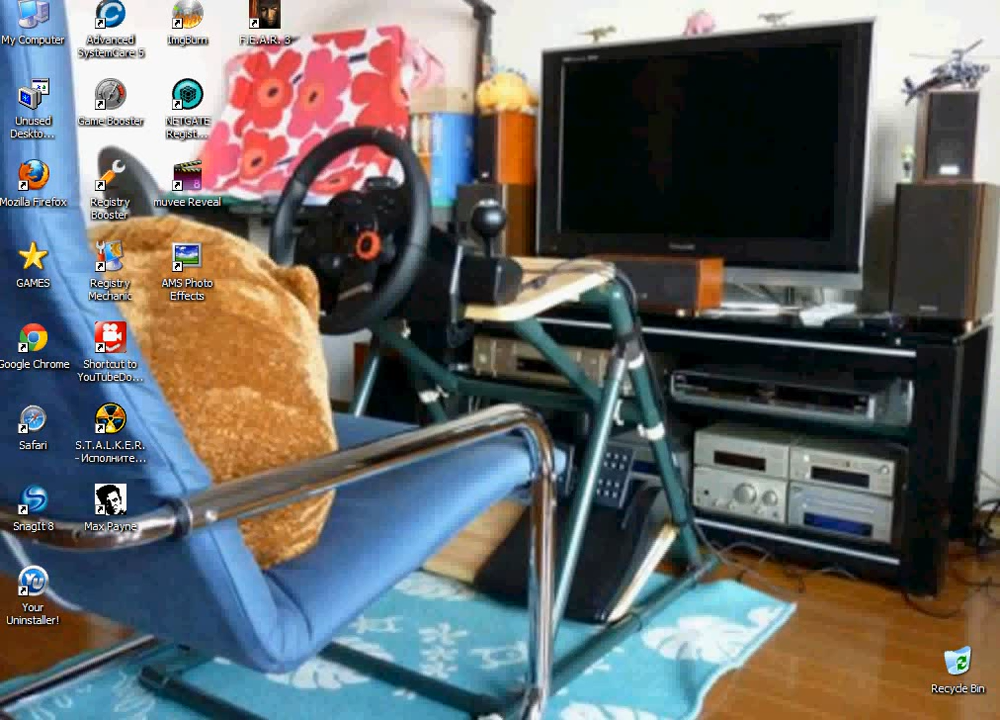 My Computer
Advanced
SystemCare 5
ImgBurn
F.E.A.R. 3
Unused
Deskto...
Game Booster
NETGATE
Regist...
Mozilla Firefox
Registry
Booster
muvee Reveal
GAMES
Registry
Mechanic
AMS Photo
Effects
Google Chrome
Shortcut to
YouTubeDo...
Safari
S.T.A.L.K.E.R.
- Исполните...
SnagIt 8
Max Payne
Your
Uninstaller!
Recycle Bin